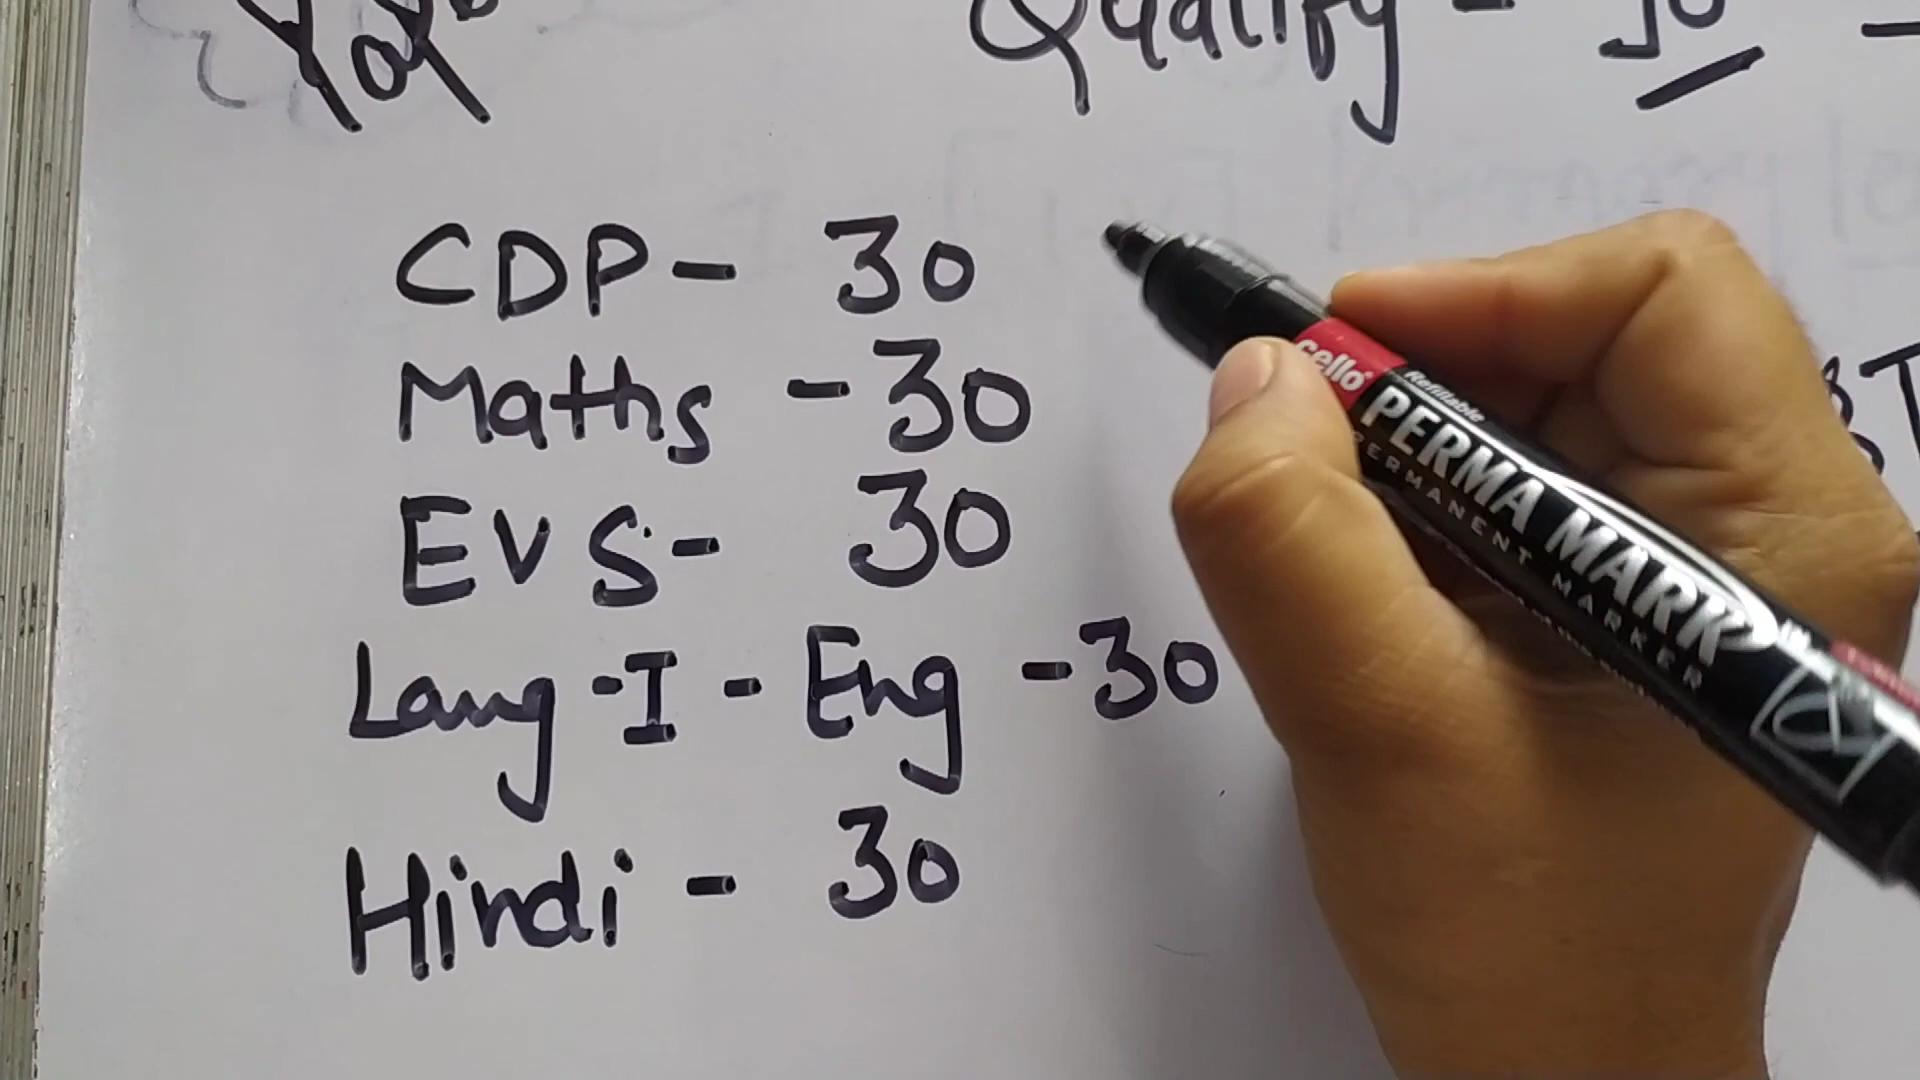 Qualify -
CDP - 30
Maths - 30
EVS - 30
Lang - I - Eng - 30
Hindi - 30
cello
Refillable
PERMA MARK
PERMANENT MARKER